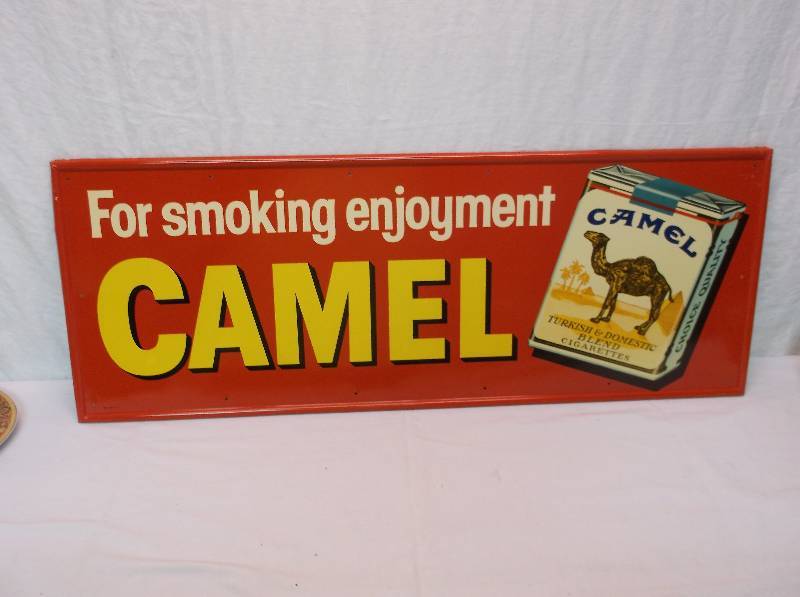 For smoking enjoyment
CAMEL
CAMEL
TURKISH & DOMESTIC
BLEND
CIGARETTES
CHOICE QUALITY